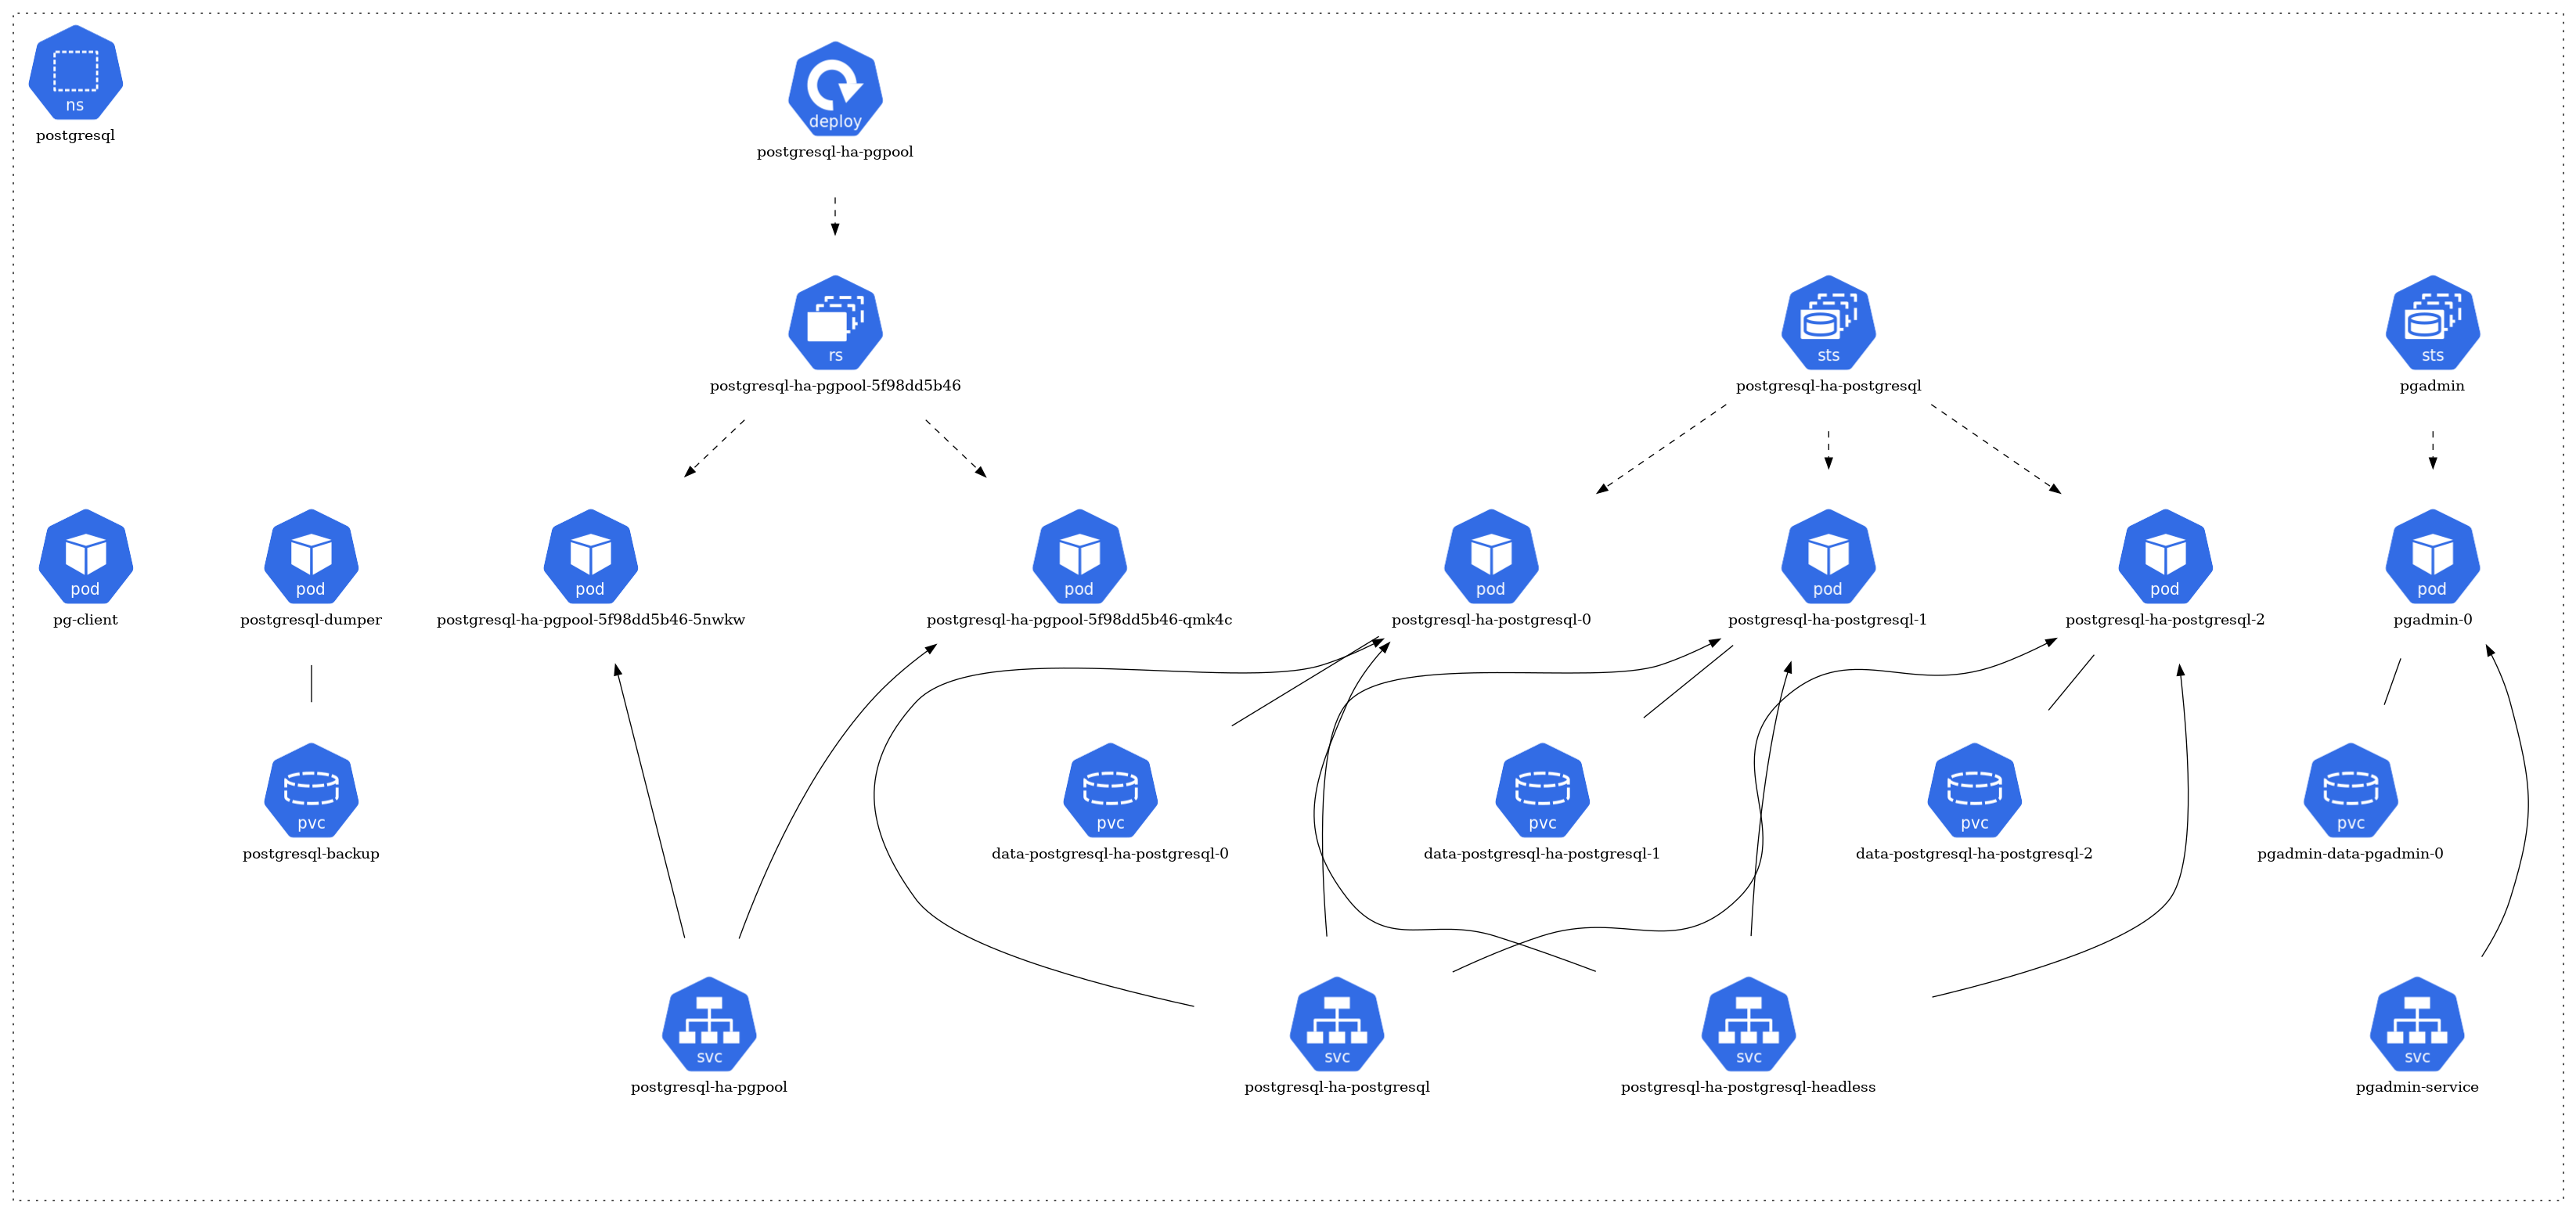 ns
postgresql
deploy
postgresql-ha-pgpool
rs
postgresql-ha-pgpool-5f98dd5b46
sts
postgresql-ha-postgresql
sts
pgadmin
pod
pg-client
pod
postgresql-dumper
pod
postgresql-ha-pgpool-5f98dd5b46-5nwkw
pod
postgresql-ha-pgpool-5f98dd5b46-qmk4c
pod
postgresql-ha-postgresql-0
pod
postgresql-ha-postgresql-1
pod
postgresql-ha-postgresql-2
pod
pgadmin-0
pvc
postgresql-backup
pvc
data-postgresql-ha-postgresql-0
pvc
data-postgresql-ha-postgresql-1
pvc
data-postgresql-ha-postgresql-2
pvc
pgadmin-data-pgadmin-0
svc
postgresql-ha-pgpool
svc
postgresql-ha-postgresql
svc
postgresql-ha-postgresql-headless
svc
pgadmin-service